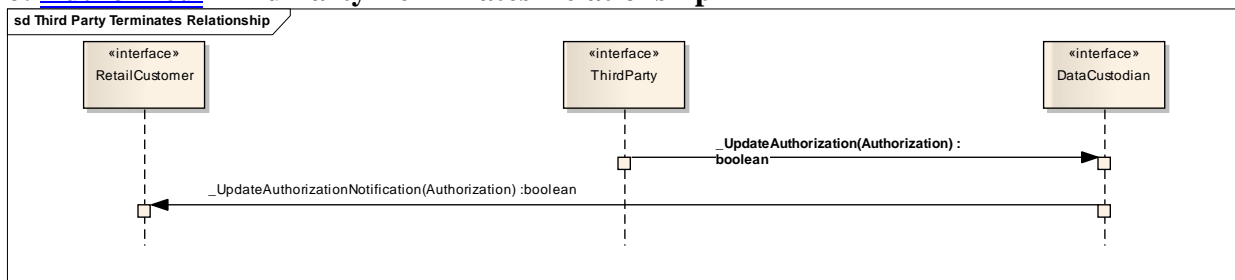 sd Third Party Terminates Relationship
«interface»
RetailCustomer
«interface»
ThirdParty
«interface»
DataCustodian
_UpdateAuthorization(Authorization) :
boolean
_UpdateAuthorizationNotification(Authorization) :boolean